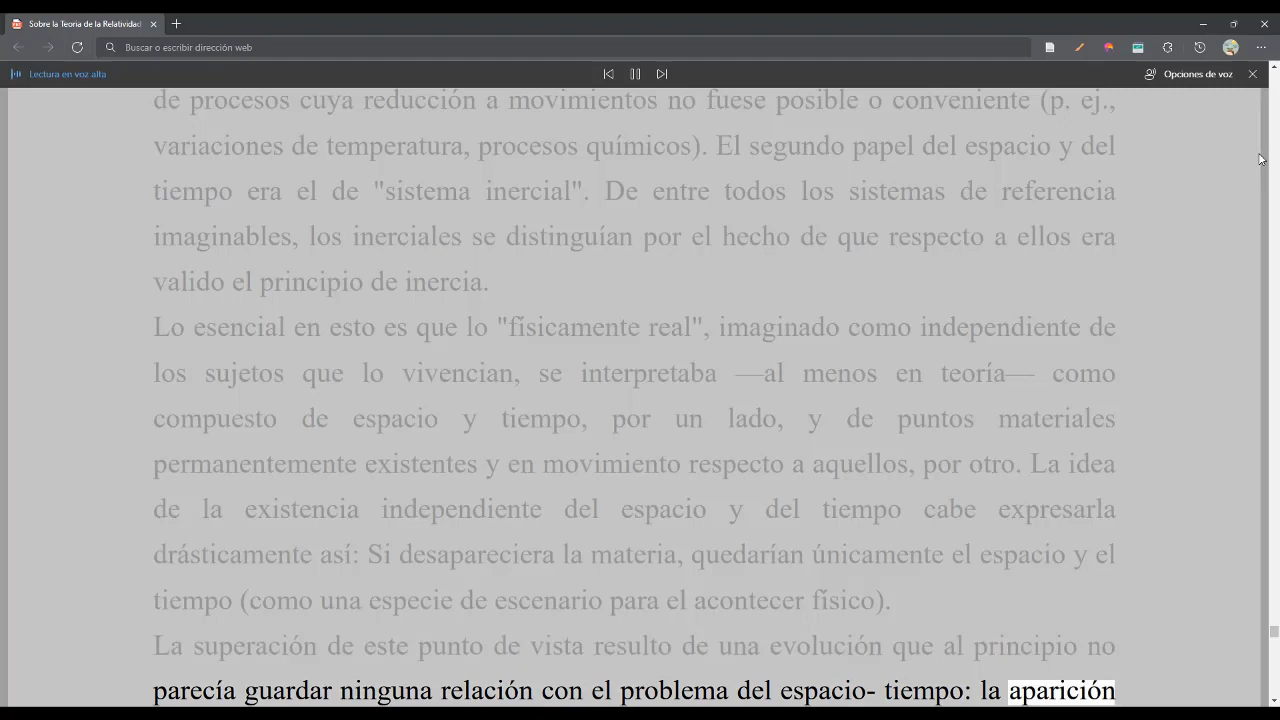 Sobre la Teoria de la Relatividad
Buscar o escribir dirección web
Lectura en voz alta
Opciones de voz
de procesos cuya reducción a movimientos no fuese posible o conveniente (p. ej.,
variaciones de temperatura, procesos químicos). El segundo papel del espacio y del
tiempo era el de "sistema inercial". De entre todos los sistemas de referencia
imaginables, los inerciales se distinguían por el hecho de que respecto a ellos era
valido el principio de inercia.
Lo esencial en esto es que lo "físicamente real", imaginado como independiente de
los sujetos que lo vivencian, se interpretaba —al menos en teoría— como
compuesto de espacio y tiempo, por un lado, y de puntos materiales
permanentemente existentes y en movimiento respecto a aquellos, por otro. La idea
de la existencia independiente del espacio y del tiempo cabe expresarla
drásticamente así: Si desapareciera la materia, quedarían únicamente el espacio y el
tiempo (como una especie de escenario para el acontecer físico).
La superación de este punto de vista resulto de una evolución que al principio no
parecía guardar ninguna relación con el problema del espacio- tiempo: la aparición